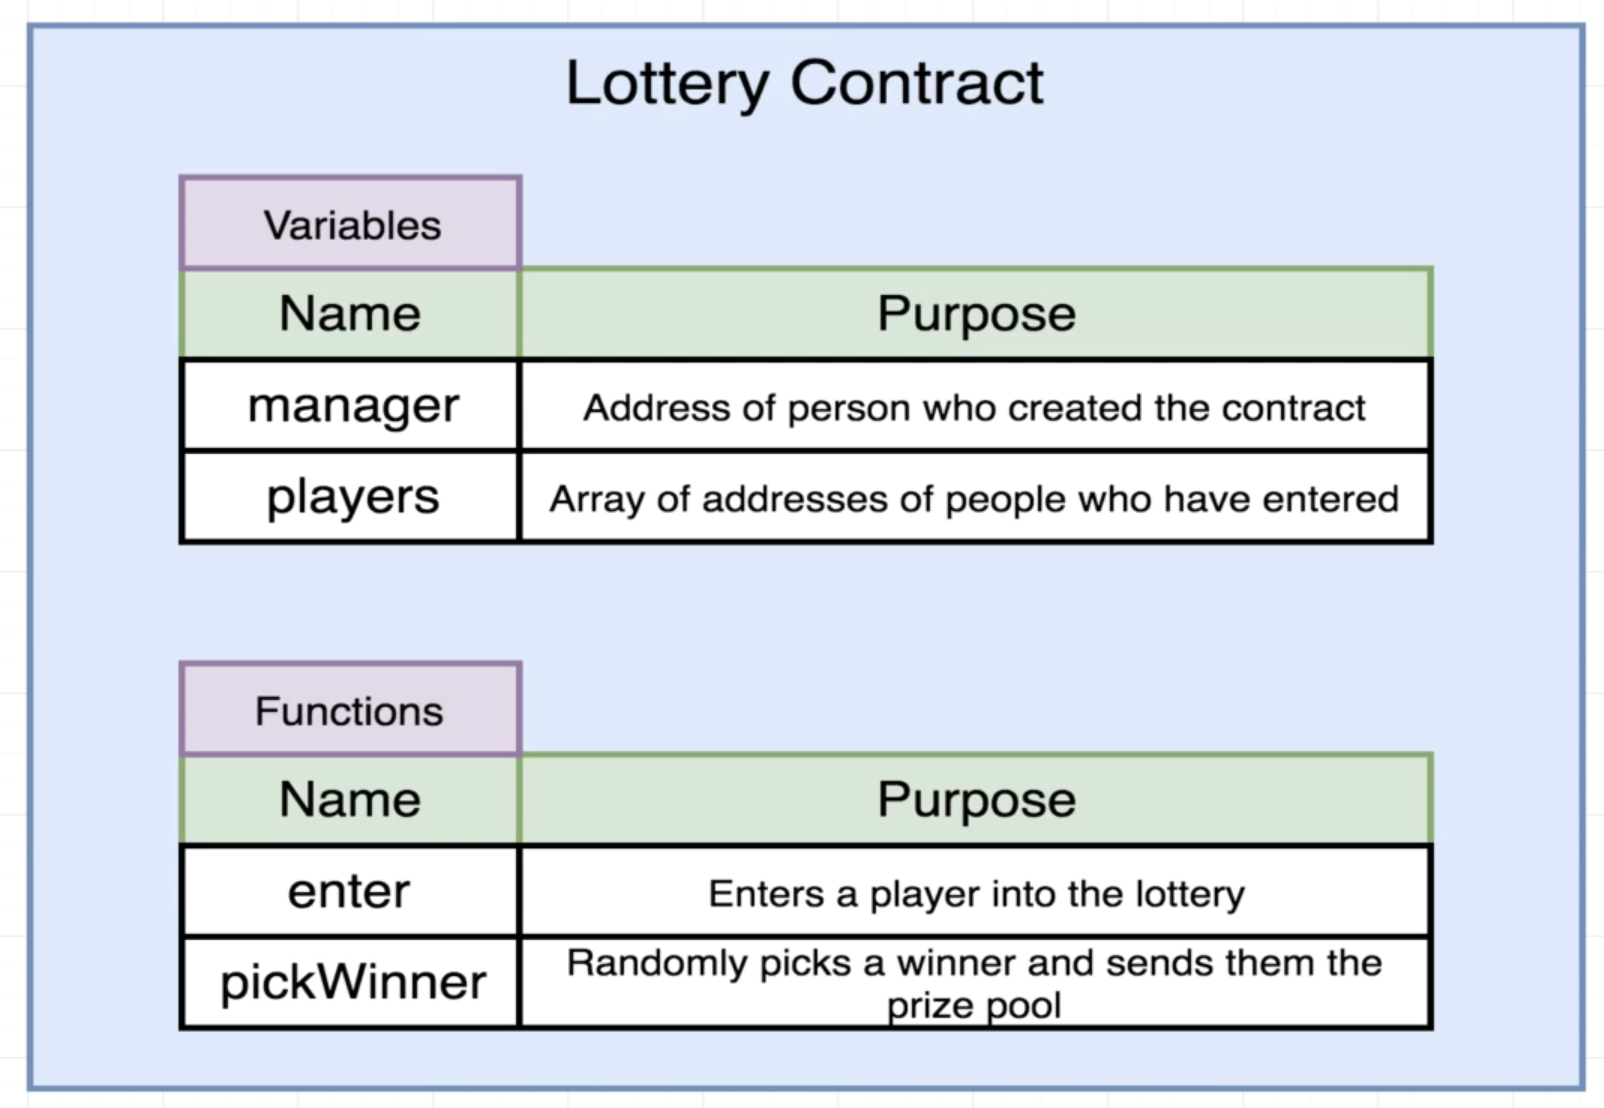 Lottery Contract
Variables
Name
Purpose
manager
Address of person who created the contract
players
Array of addresses of people who have entered
Functions
Name
Purpose
enter
Enters a player into the lottery
pickWinner
Randomly picks a winner and sends them the
prize pool